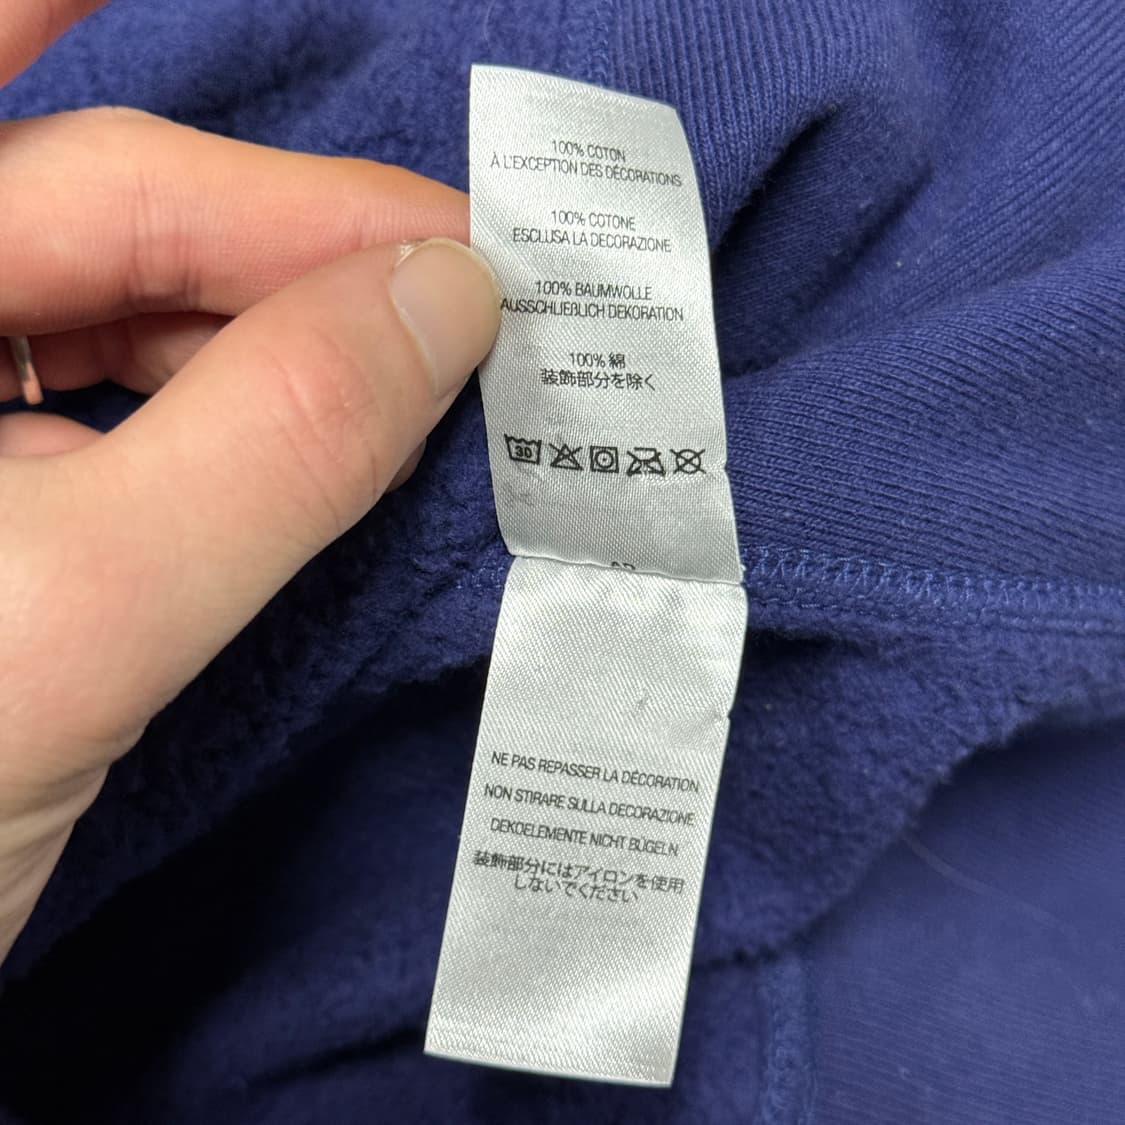 100% COTON
À L'EXCEPTION DES DÉCORATIONS
100% COTONE
ESCLUSA LA DECORAZIONE
100% BAUMWOLLE
AUSSCHLIEßLICH DEKORATION
100% 綿
装飾部分を除く
30
NE PAS REPASSER LA DÉCORATION
NON STIRARE SULLA DECORAZIONE
DEKOELEMENTE NICHT BÜGELN
装飾部分にはアイロンを使用
しないでください